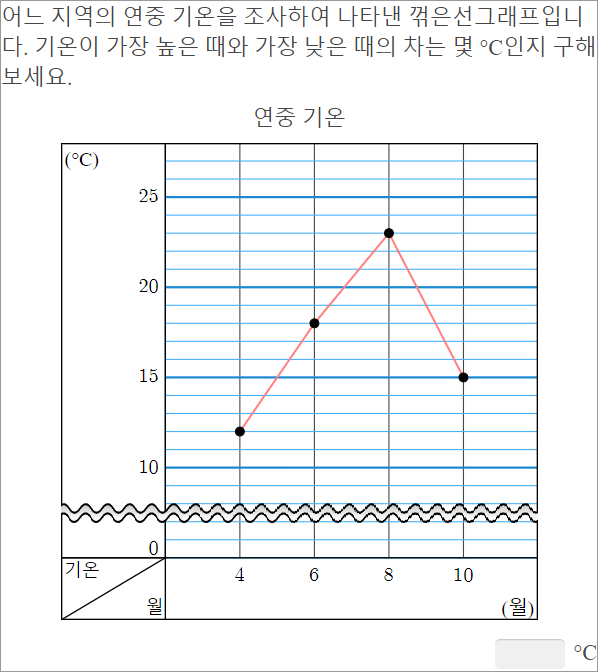 어느 지역의 연중 기온을 조사하여 나타낸 꺾은선그래프입니
다. 기온이 가장 높은 때와 가장 낮은 때의 차는 몇 °C인지 구해
보세요.
연중 기온
(°C)
25
20
15
10
0
기온
월
4 6 8 10
(월)
°C